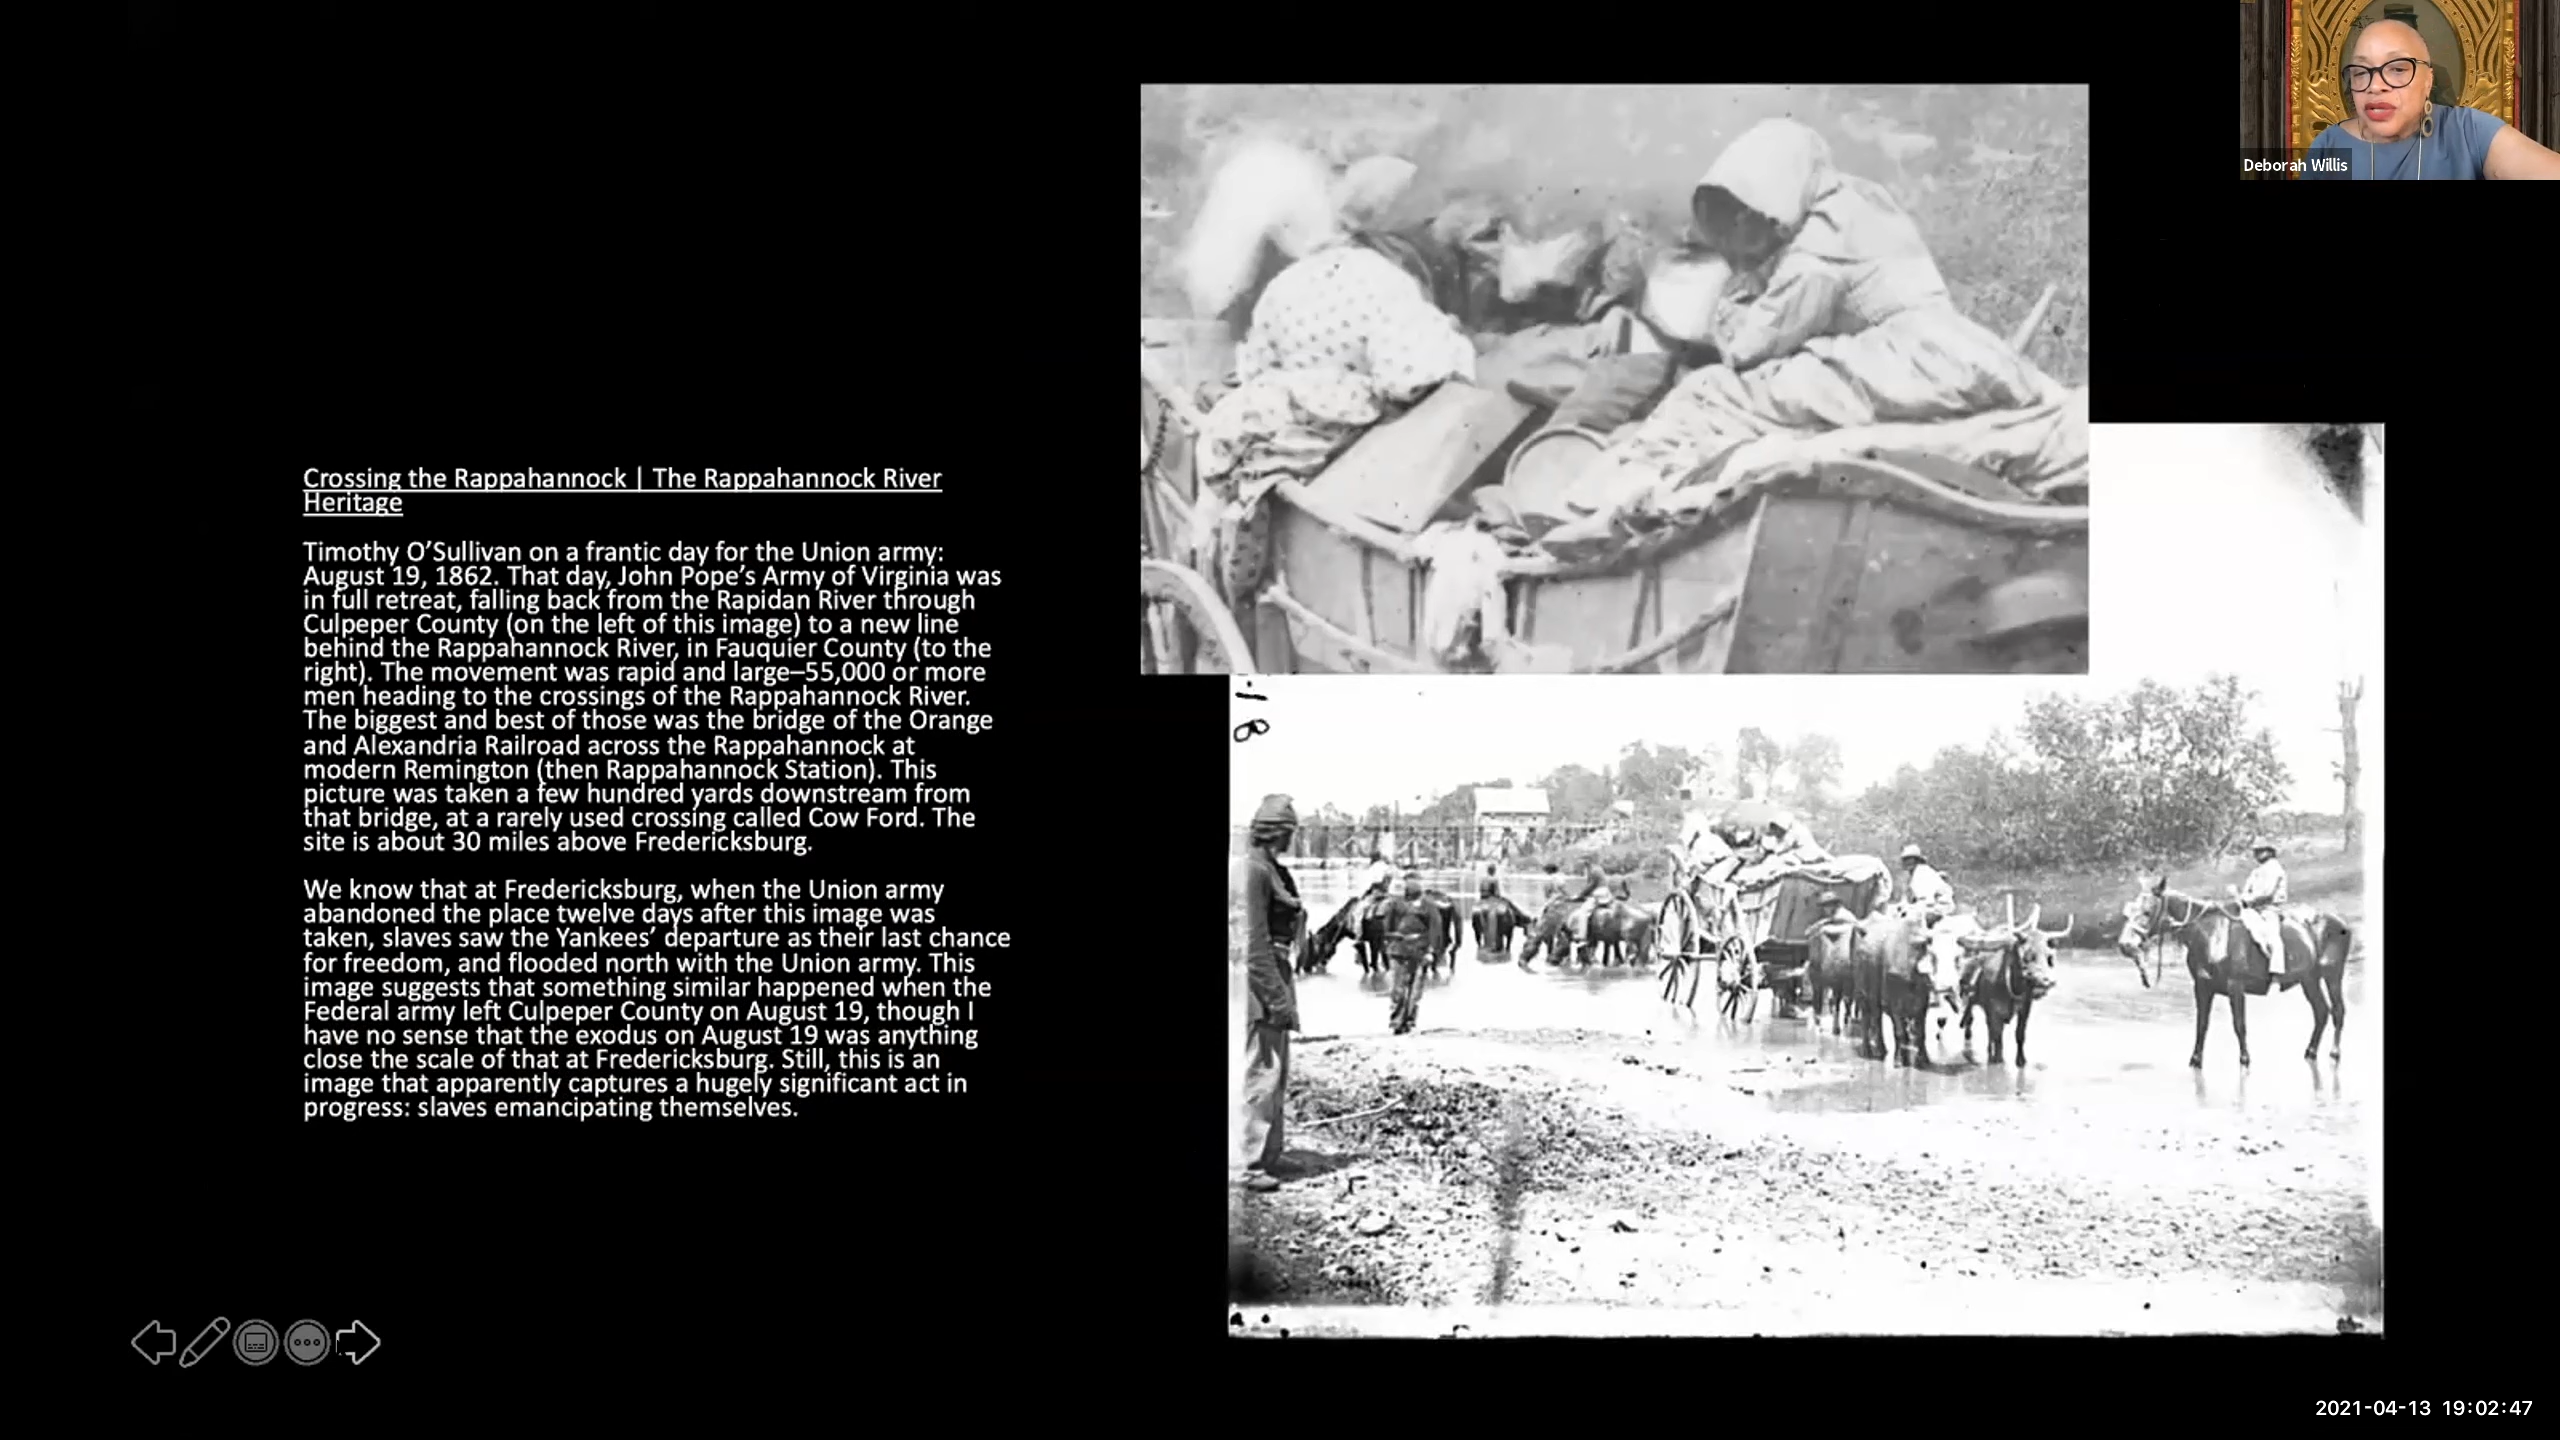 Deborah Willis
Crossing the Rappahannock | The Rappahannock River
Heritage
Timothy O’Sullivan on a frantic day for the Union army:
August 19, 1862. That day, John Pope’s Army of Virginia was
in full retreat, falling back from the Rapidan River through
Culpeper County (on the left of this image) to a new line
behind the Rappahannock River, in Fauquier County (to the
right). The movement was rapid and large–55,000 or more
men heading to the crossings of the Rappahannock River.
The biggest and best of those was the bridge of the Orange
and Alexandria Railroad across the Rappahannock at
modern Remington (then Rappahannock Station). This
picture was taken a few hundred yards downstream from
that bridge, at a rarely used crossing called Cow Ford. The
site is about 30 miles above Fredericksburg.
We know that at Fredericksburg, when the Union army
abandoned the place twelve days after this image was
taken, slaves saw the Yankees’ departure as their last chance
for freedom, and flooded north with the Union army. This
image suggests that something similar happened when the
Federal army left Culpeper County on August 19, though I
have no sense that the exodus on August 19 was anything
close the scale of that at Fredericksburg. Still, this is an
image that apparently captures a hugely significant act in
progress: slaves emancipating themselves.
2021-04-13 19:02:47